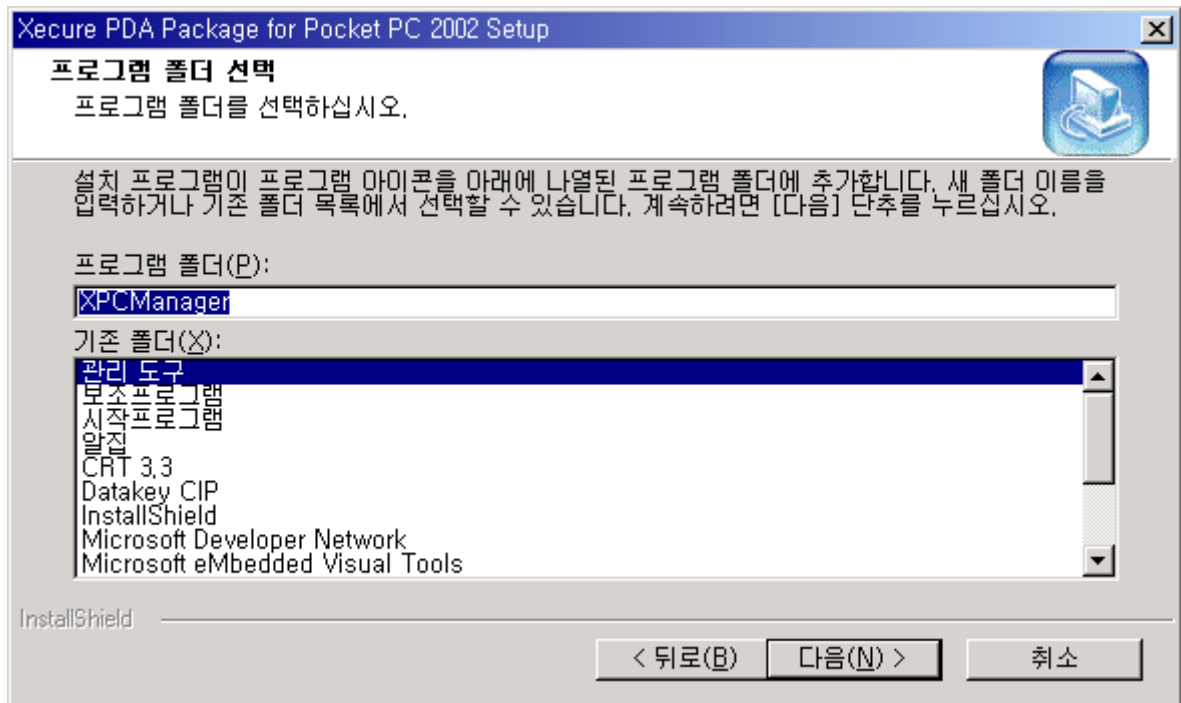 Xecure PDA Package for Pocket PC 2002 Setup
프로그램 폴더 선택
프로그램 폴더를 선택하십시오.
설치 프로그램이 프로그램 아이콘을 아래에 나열된 프로그램 폴더에 추가합니다. 새 폴더 이름을
입력하거나 기존 폴더 목록에서 선택할 수 있습니다. 계속하려면 [다음] 단추를 누르십시오.
프로그램 폴더(P):
XPCManager
기존 폴더(X):
관리 도구
보조프로그램
시작프로그램
알집
CRT 3.3
Datakey CIP
InstallShield
Microsoft Developer Network
Microsoft eMbedded Visual Tools
InstallShield
< 뒤로(B) 다음(N) > 취소